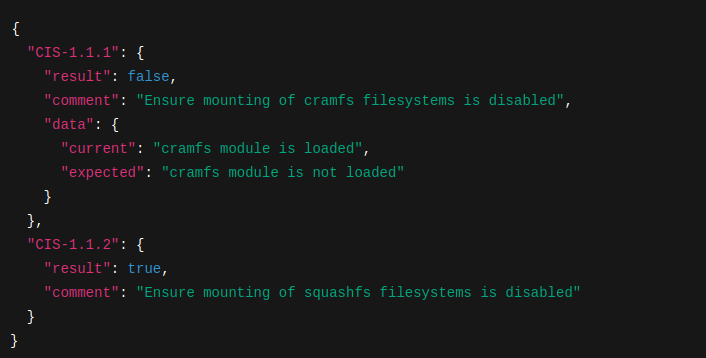 {
  "CIS-1.1.1": {
    "result": false,
    "comment": "Ensure mounting of cramfs filesystems is disabled",
    "data": {
      "current": "cramfs module is loaded",
      "expected": "cramfs module is not loaded"
    }
  },
  "CIS-1.1.2": {
    "result": true,
    "comment": "Ensure mounting of squashfs filesystems is disabled"
  }
}